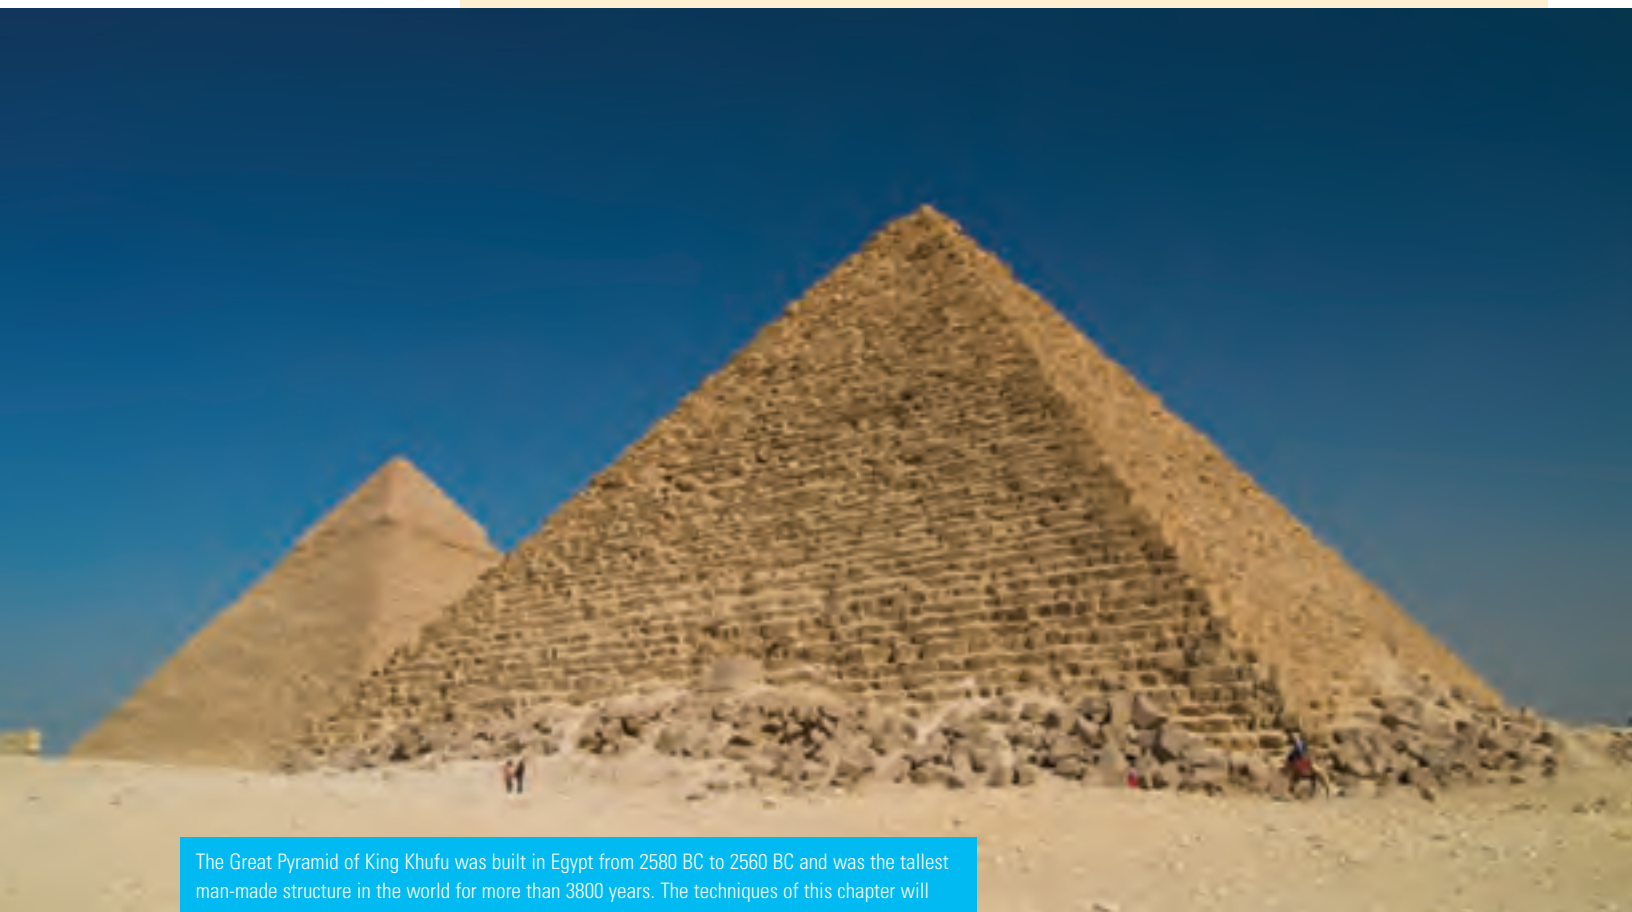 The Great Pyramid of King Khufu was built in Egypt from 2580 BC to 2560 BC and was the tallest
man-made structure in the world for more than 3800 years. The techniques of this chapter will